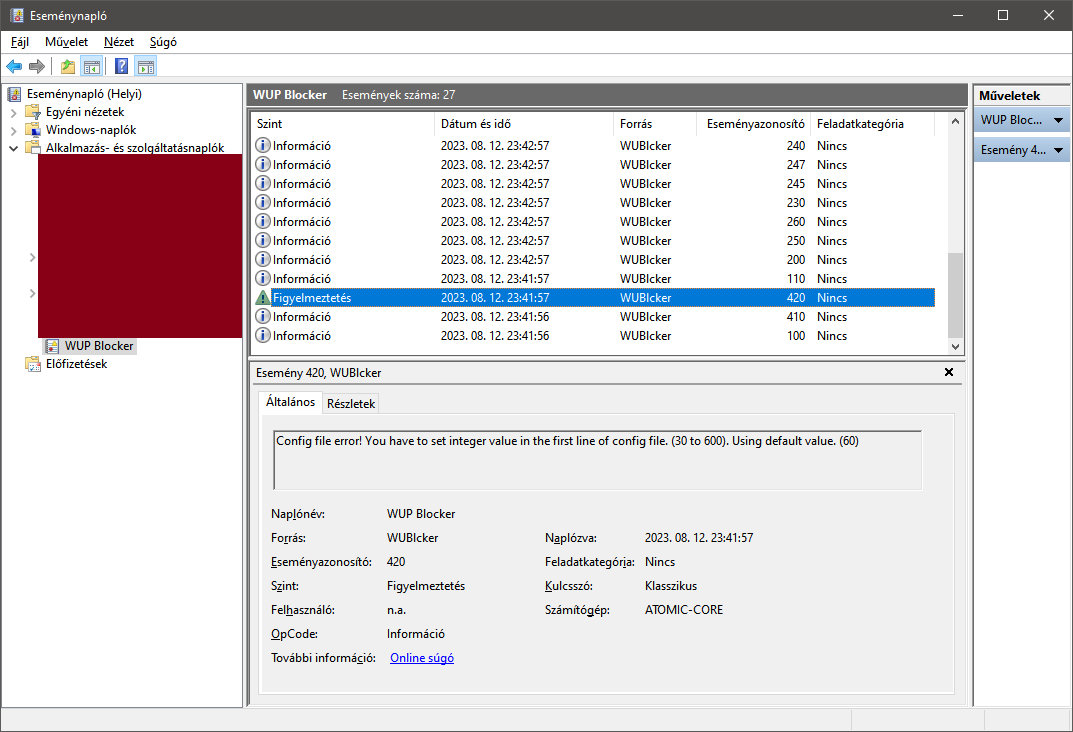 Eseménynapló
Fájl Művelet Nézet Súgó
Eseménynapló (Helyi)
Egyéni nézetek
Windows-naplók
Alkalmazás- és szolgáltatásnaplók
WUP Blocker
Előfizetések
WUP Blocker Események száma: 27
Szint Dátum és idő Forrás Eseményazonosító Feladatkategória
Információ 2023. 08. 12. 23:42:57 WUBlcker 240 Nincs
Információ 2023. 08. 12. 23:42:57 WUBlcker 247 Nincs
Információ 2023. 08. 12. 23:42:57 WUBlcker 245 Nincs
Információ 2023. 08. 12. 23:42:57 WUBlcker 230 Nincs
Információ 2023. 08. 12. 23:42:57 WUBlcker 260 Nincs
Információ 2023. 08. 12. 23:42:57 WUBlcker 250 Nincs
Információ 2023. 08. 12. 23:42:57 WUBlcker 200 Nincs
Információ 2023. 08. 12. 23:41:57 WUBlcker 110 Nincs
Figyelmeztetés 2023. 08. 12. 23:41:57 WUBlcker 420 Nincs
Információ 2023. 08. 12. 23:41:56 WUBlcker 410 Nincs
Információ 2023. 08. 12. 23:41:56 WUBlcker 100 Nincs
Esemény 420, WUBlcker
Általános Részletek
Config file error! You have to set integer value in the first line of config file. (30 to 600). Using default value. (60)
Naplónév: WUP Blocker
Forrás: WUBlcker Naplózva: 2023. 08. 12. 23:41:57
Eseményazonosító: 420 Feladatkategórja: Nincs
Szint: Figyelmeztetés Kulcsszó: Klasszikus
Felhasználó: n.a. Számítógép: ATOMIC-CORE
OpCode: Információ
További információ: Online súgó
Műveletek
WUP Bloc...
Esemény 4...